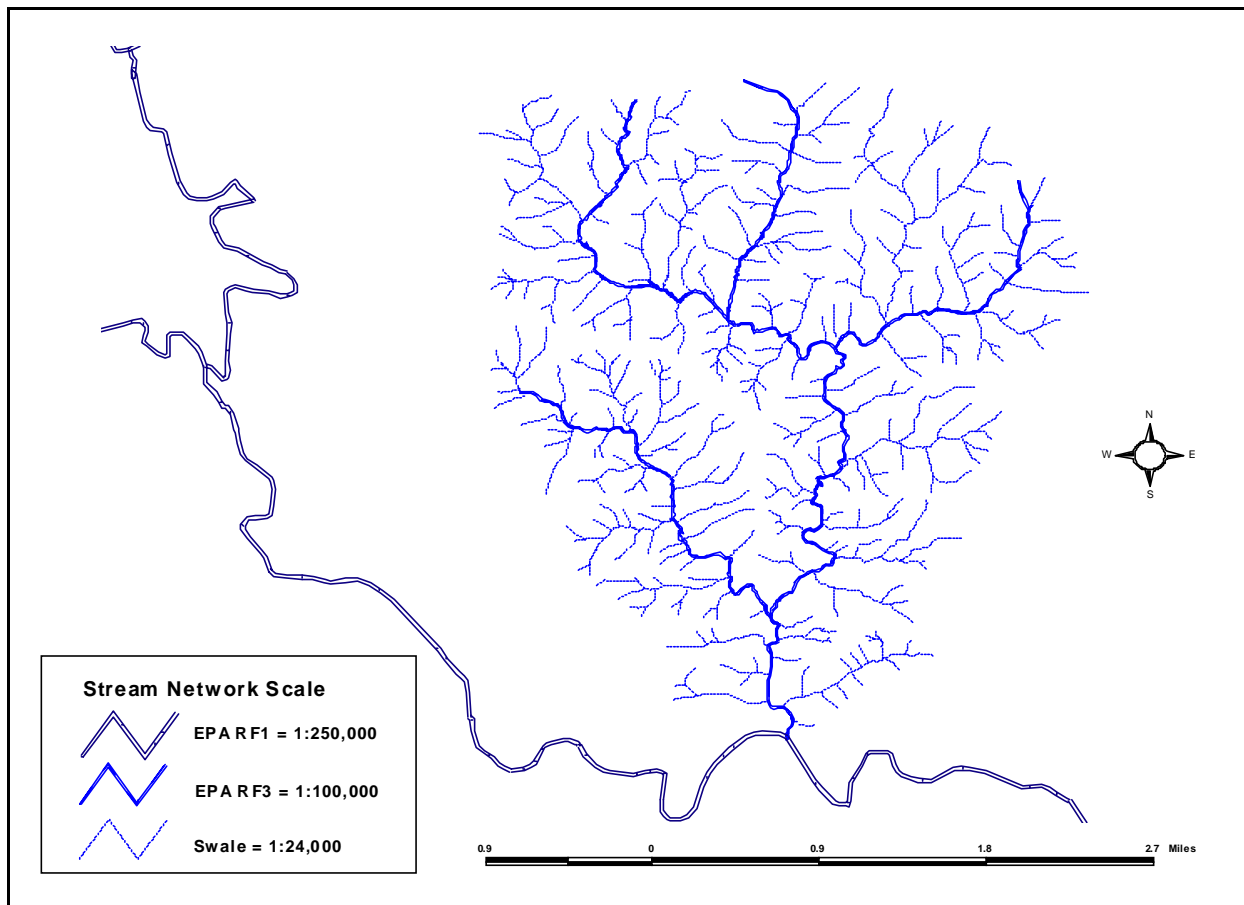 N
W E
S
Stream Network Scale
EPA RF1 = 1:250,000
EPA RF3 = 1:100,000
Swale = 1:24,000
0.9 0 0.9 1.8 2.7 Miles